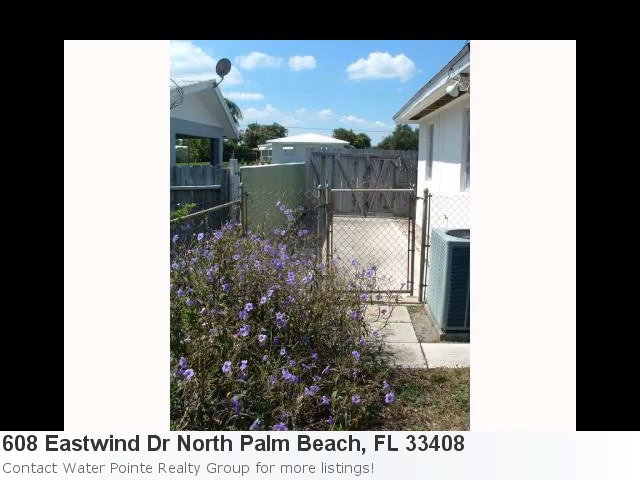 608 Eastwind Dr North Palm Beach, FL 33408
Contact Water Pointe Realty Group for more listings!